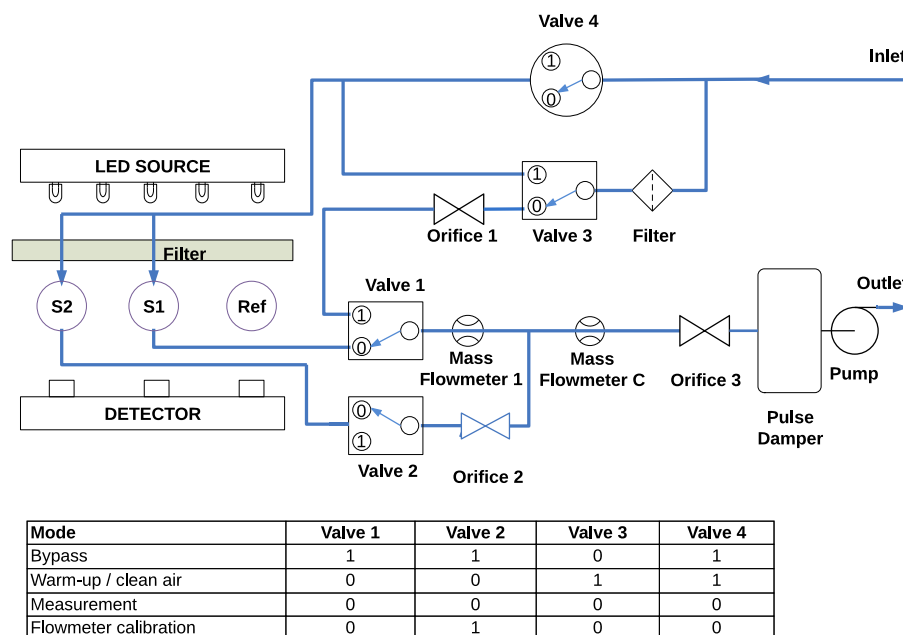 Valve 4
Inlet
1
0
LED SOURCE
1
0
Orifice 1
Valve 3
Filter
Filter
Outlet
S2
S1
Ref
Valve 1
1
0
Mass
Flowmeter 1
Mass
Flowmeter C
Orifice 3
Pump
DETECTOR
0
1
Pulse
Damper
Valve 2
Orifice 2
Mode Valve 1 Valve 2 Valve 3 Valve 4
Bypass 1 1 0 1
Warm-up / clean air 0 0 1 1
Measurement 0 0 0 0
Flowmeter calibration 0 1 0 0